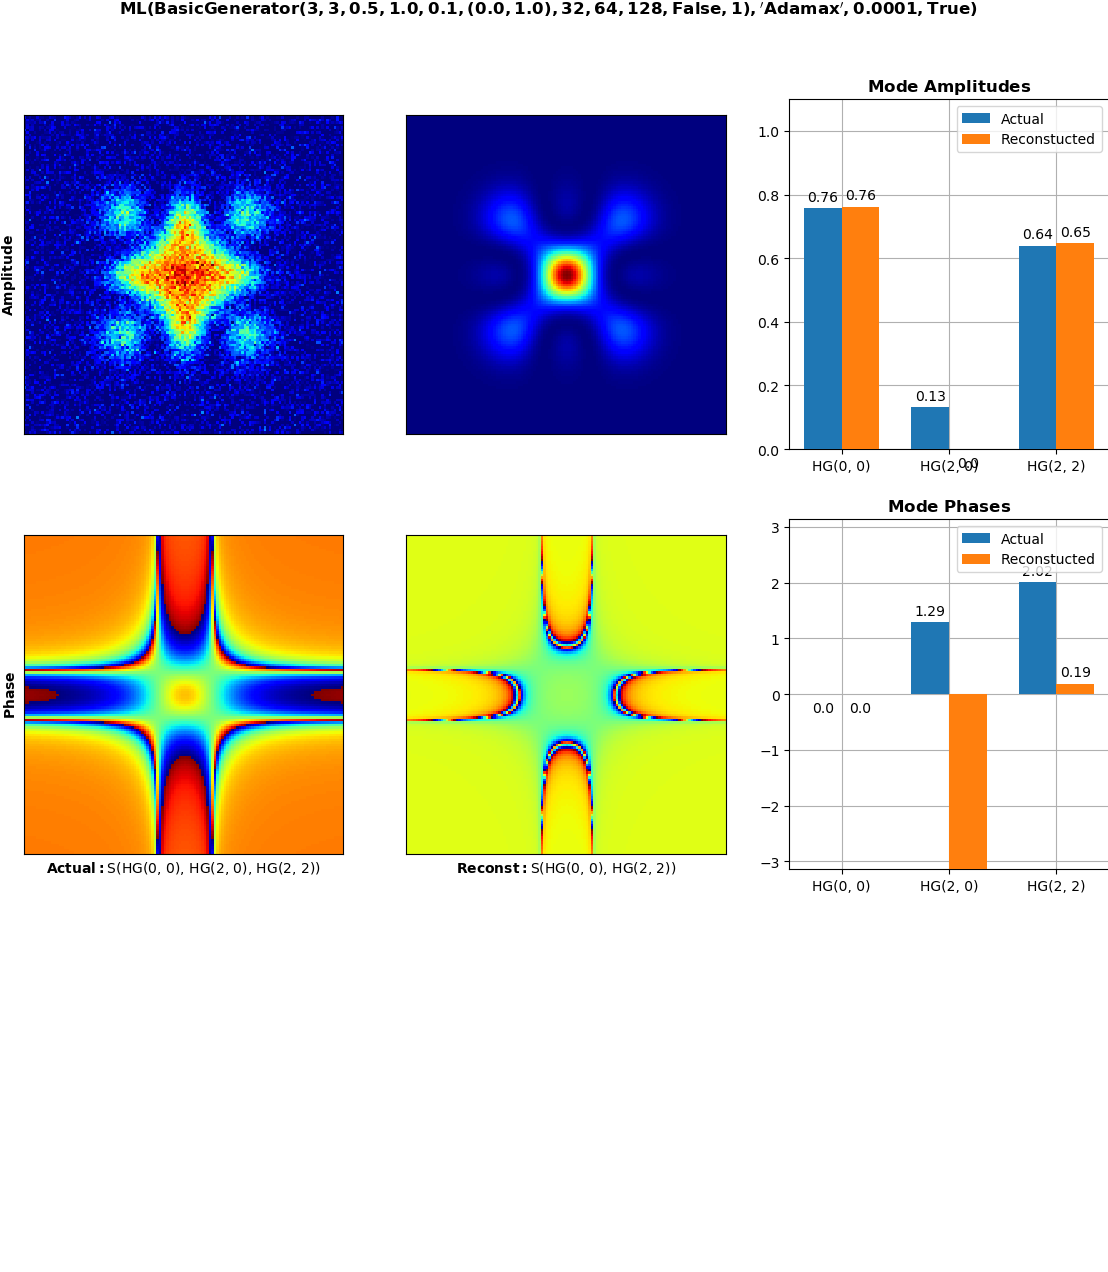 ML(BasicGenerator(3, 3, 0.5, 1.0, 0.1, (0.0, 1.0), 32, 64, 128, False, 1), ′Adamax′, 0.0001, True)
Mode Amplitudes
Amplitude
Actual
Reconstucted
1.0
0.8
0.6
0.4
0.2
0.0
0.76
0.76
0.13
0.0
0.64
0.65
HG(0, 0)
HG(2, 0)
HG(2, 2)
Mode Phases
Phase
Actual
Reconstucted
3
2
1
0
−1
−2
−3
0.0
0.0
1.29
2.02
0.19
HG(0, 0)
HG(2, 0)
HG(2, 2)
Actual: S(HG(0, 0), HG(2, 0), HG(2, 2))
Reconst: S(HG(0, 0), HG(2, 2))